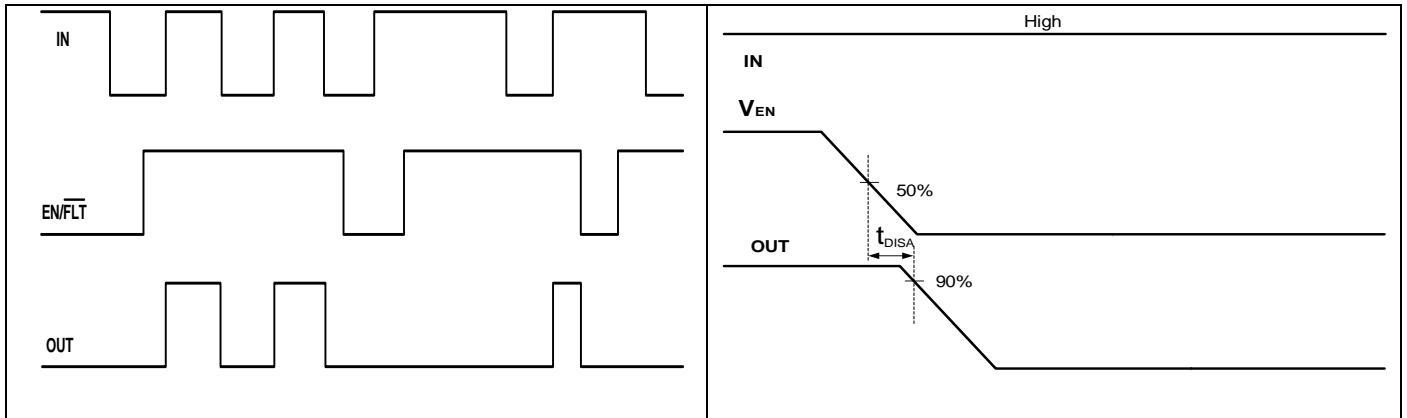 IN
EN/FLT
OUT
High
IN
VEN
50%
tDISA
OUT
90%